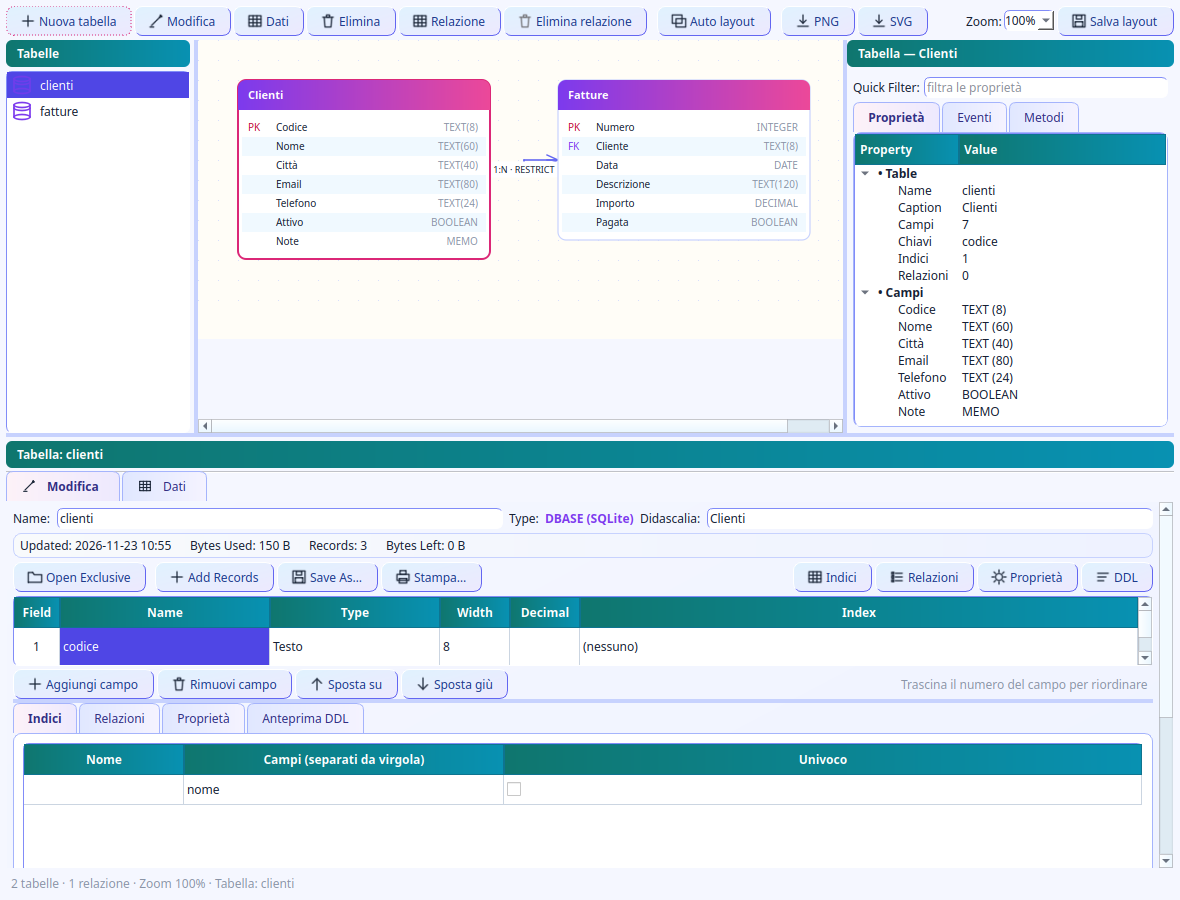 Nuova tabella Modifica Dati Elimina Relazione Elimina relazione Auto layout PNG SVG Zoom: 100% Salva layout
Tabelle
clienti
fatture
Clienti
PK Codice TEXT(8)
Nome TEXT(60)
Città TEXT(40)
Email TEXT(80)
Telefono TEXT(24)
Attivo BOOLEAN
Note MEMO
1:N · RESTRICT
Fatture
PK Numero INTEGER
FK Cliente TEXT(8)
Data DATE
Descrizione TEXT(120)
Importo DECIMAL
Pagata BOOLEAN
Tabella — Clienti
Quick Filter: filtra le proprietà
Proprietà Eventi Metodi
Property Value
• Table
Name clienti
Caption Clienti
Campi 7
Chiavi codice
Indici 1
Relazioni 0
• Campi
Codice TEXT (8)
Nome TEXT (60)
Città TEXT (40)
Email TEXT (80)
Telefono TEXT (24)
Attivo BOOLEAN
Note MEMO
Tabella: clienti
Modifica Dati
Name: clienti Type: DBASE (SQLite) Didascalia: Clienti
Updated: 2026-11-23 10:55 Bytes Used: 150 B Records: 3 Bytes Left: 0 B
Open Exclusive Add Records Save As... Stampa... Indici Relazioni Proprietà DDL
Field Name Type Width Decimal Index
1 codice Testo 8 (nessuno)
Aggiungi campo Rimuovi campo Sposta su Sposta giù Trascina il numero del campo per riordinare
Indici Relazioni Proprietà Anteprima DDL
Nome Campi (separati da virgola) Univoco
nome
2 tabelle · 1 relazione · Zoom 100% · Tabella: clienti